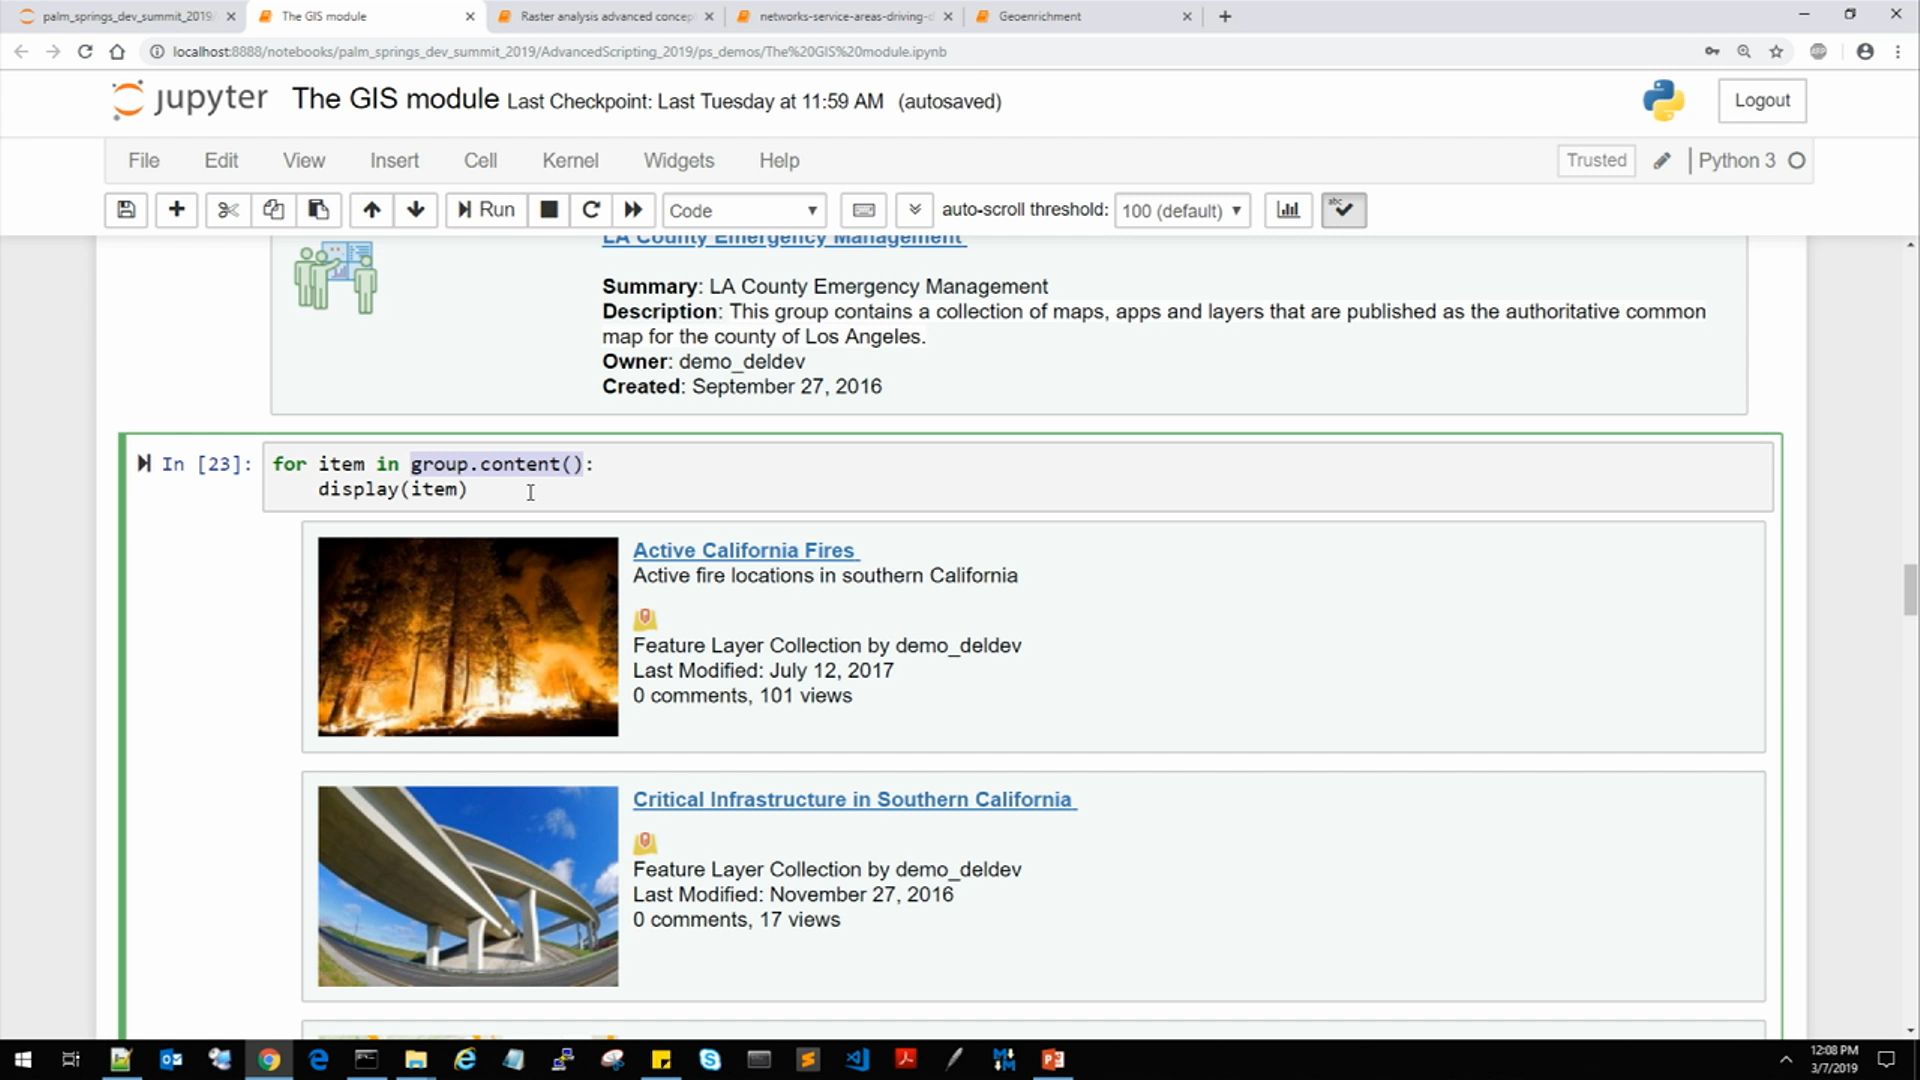 palm_springs_dev_summit_2019/
The GIS module
Raster analysis advanced concep
networks-service-areas-driving-d
Geoenrichment
localhost:8888/notebooks/palm_springs_dev_summit_2019/AdvancedScripting_2019/ps_demos/The%20GIS%20module.ipynb
jupyter The GIS module Last Checkpoint: Last Tuesday at 11:59 AM (autosaved)
Logout
File Edit View Insert Cell Kernel Widgets Help
Trusted Python 3
Run Code auto-scroll threshold: 100 (default)
LA County Emergency Management
Summary: LA County Emergency Management
Description: This group contains a collection of maps, apps and layers that are published as the authoritative common
map for the county of Los Angeles.
Owner: demo_deldev
Created: September 27, 2016
In [23]: for item in group.content():
display(item)
Active California Fires
Active fire locations in southern California
Feature Layer Collection by demo_deldev
Last Modified: July 12, 2017
0 comments, 101 views
Critical Infrastructure in Southern California
Feature Layer Collection by demo_deldev
Last Modified: November 27, 2016
0 comments, 17 views
12:08 PM
3/7/2019